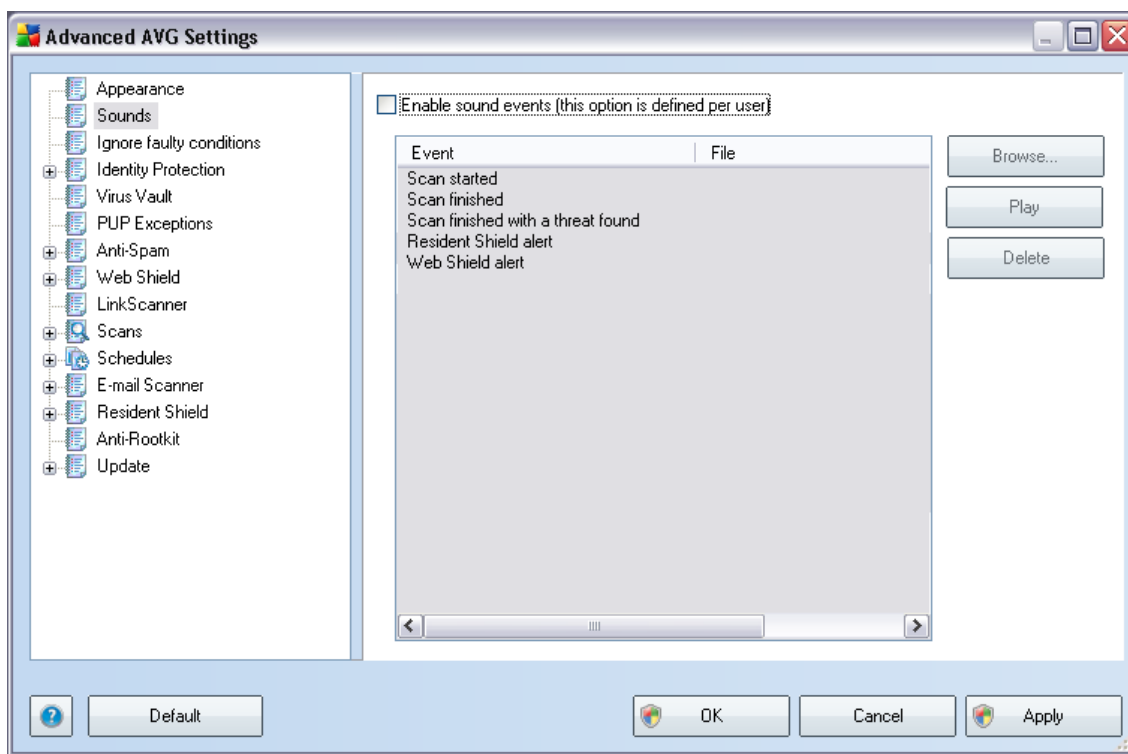 Advanced AVG Settings
Appearance
Sounds
Ignore faulty conditions
Identity Protection
Virus Vault
PUP Exceptions
Anti-Spam
Web Shield
LinkScanner
Scans
Schedules
E-mail Scanner
Resident Shield
Anti-Rootkit
Update
Enable sound events (this option is defined per user)
Event File
Scan started
Scan finished
Scan finished with a threat found
Resident Shield alert
Web Shield alert
Browse...
Play
Delete
? Default OK Cancel Apply